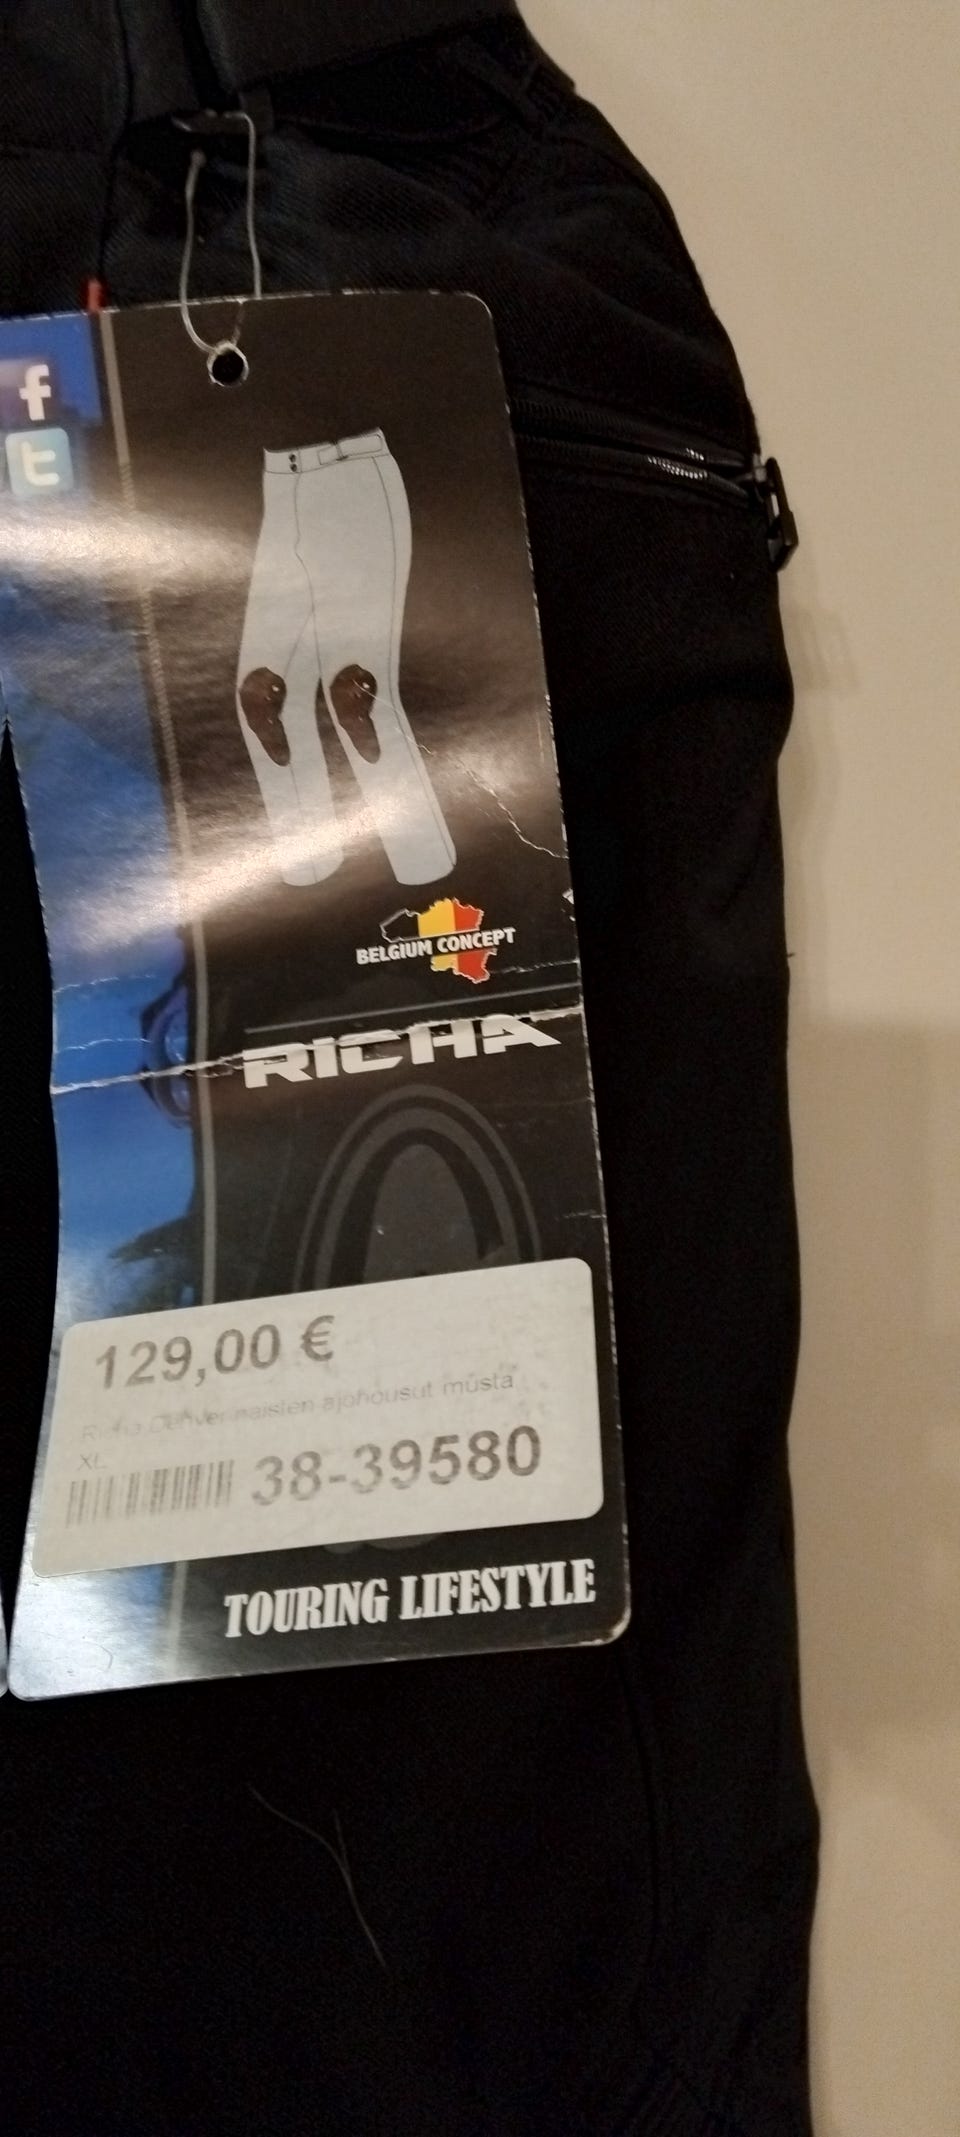 f
t
BELGIUM CONCEPT
RICHA
129,00 €
Richa Denver naisten ajohousut musta
XL
38-39580
TOURING LIFESTYLE